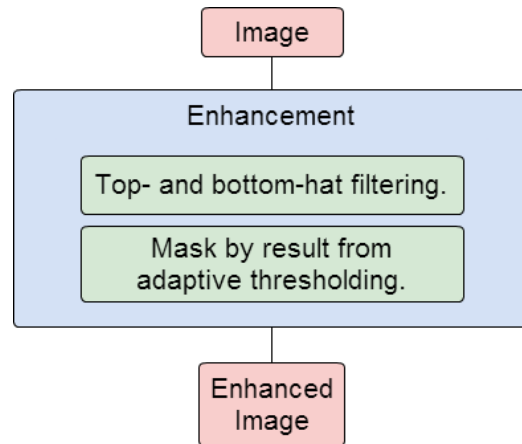 Image
Enhancement
Top- and bottom-hat filtering.
Mask by result from
adaptive thresholding.
Enhanced
Image